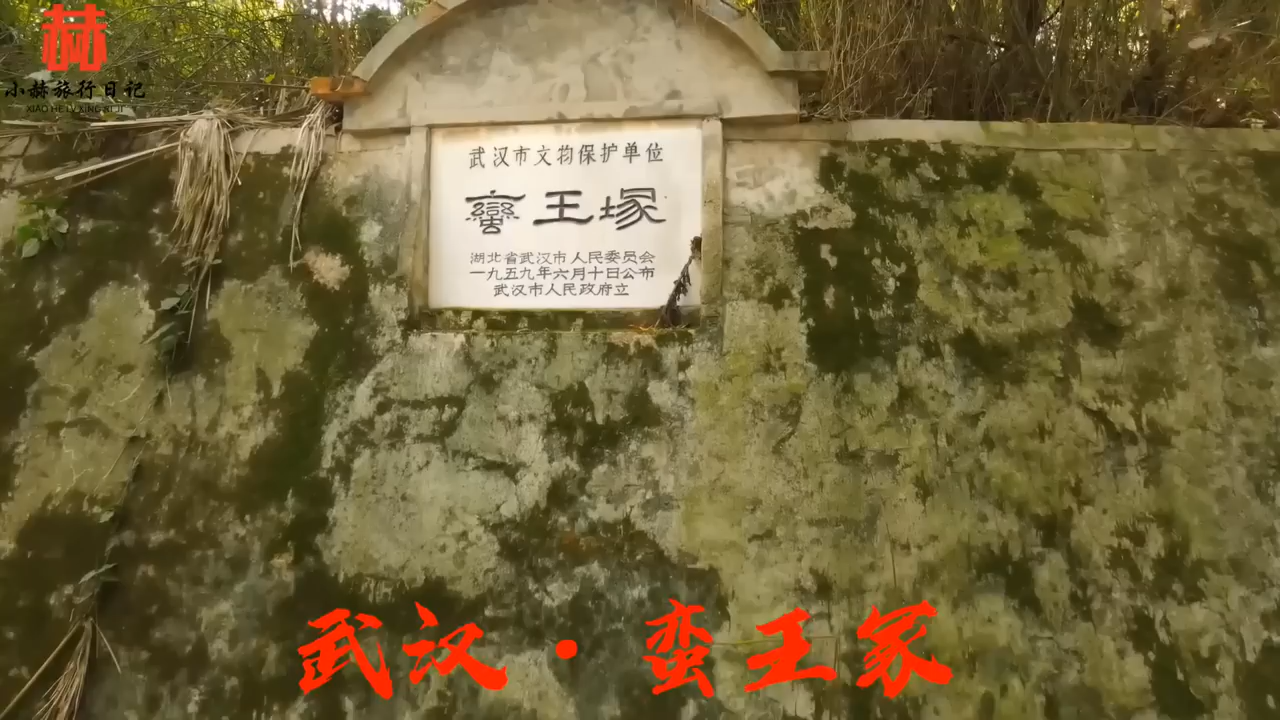 赫
小赫旅行日记
XIAO HE LV XING XI JI
武汉市文物保护单位
蠻王塚
湖北省武汉市人民委员会
一九五九年六月十日公布
武汉市人民政府立
武汉·蛮王冢